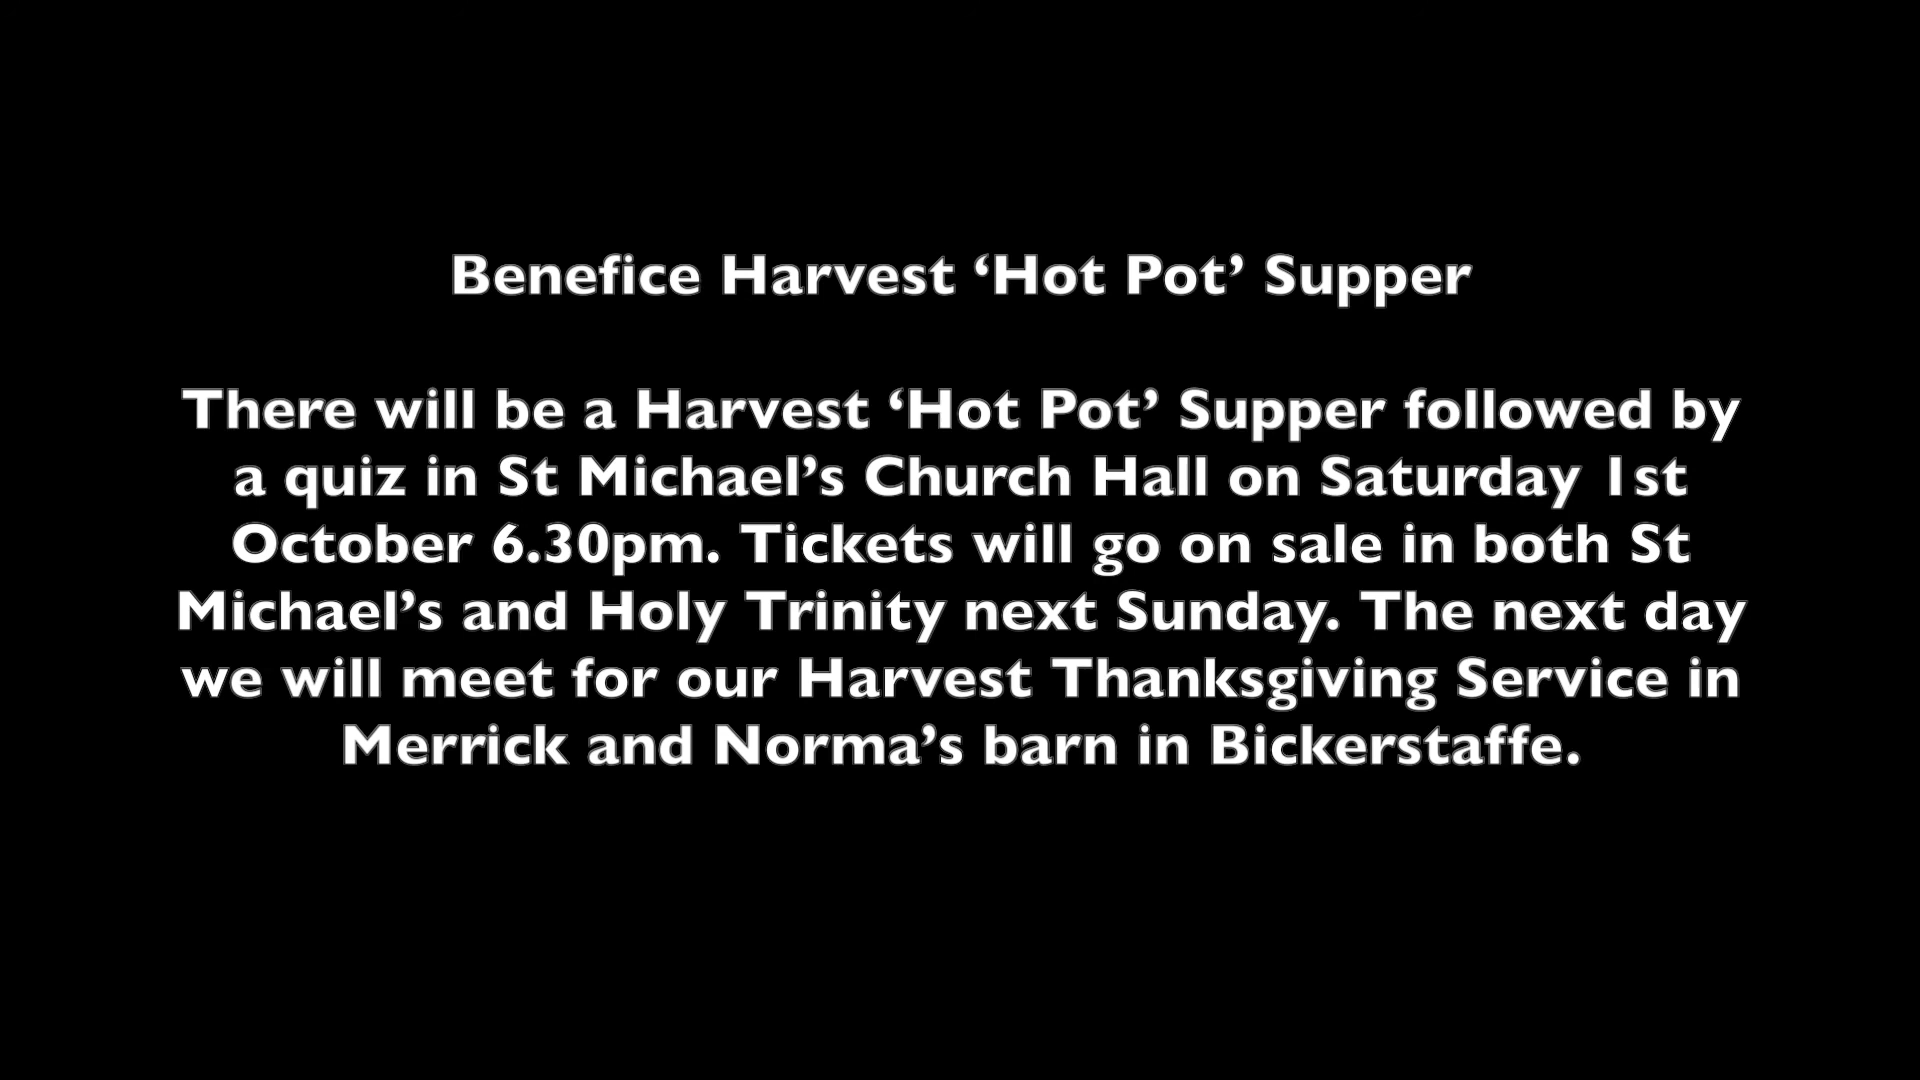 Benefice Harvest ‘Hot Pot’ Supper
There will be a Harvest ‘Hot Pot’ Supper followed by
a quiz in St Michael’s Church Hall on Saturday 1st
October 6.30pm. Tickets will go on sale in both St
Michael’s and Holy Trinity next Sunday. The next day
we will meet for our Harvest Thanksgiving Service in
Merrick and Norma’s barn in Bickerstaffe.